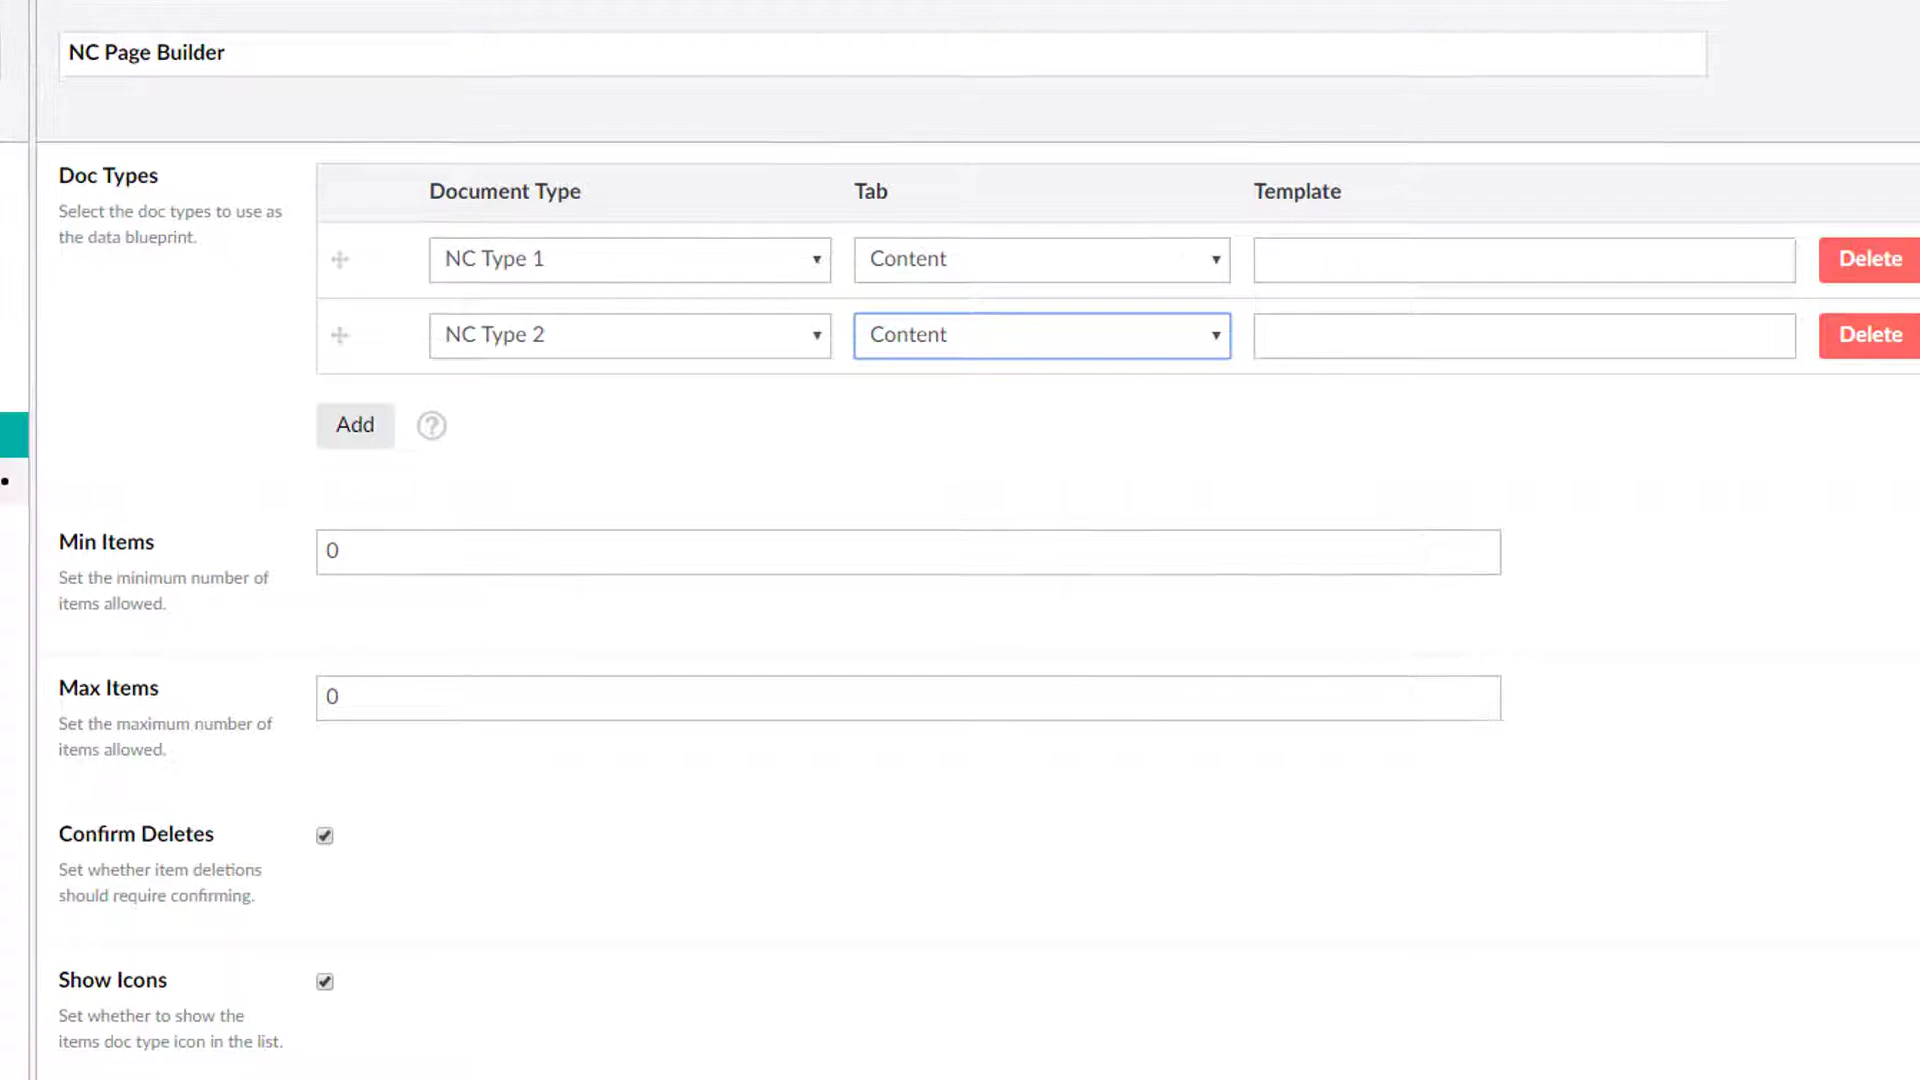 NC Page Builder
Doc Types
Select the doc types to use as
the data blueprint.
Document Type Tab Template
NC Type 1 Content Delete
NC Type 2 Content Delete
Add ?
Min Items
Set the minimum number of
items allowed.
0
Max Items
Set the maximum number of
items allowed.
0
Confirm Deletes
Set whether item deletions
should require confirming.
Show Icons
Set whether to show the
items doc type icon in the list.